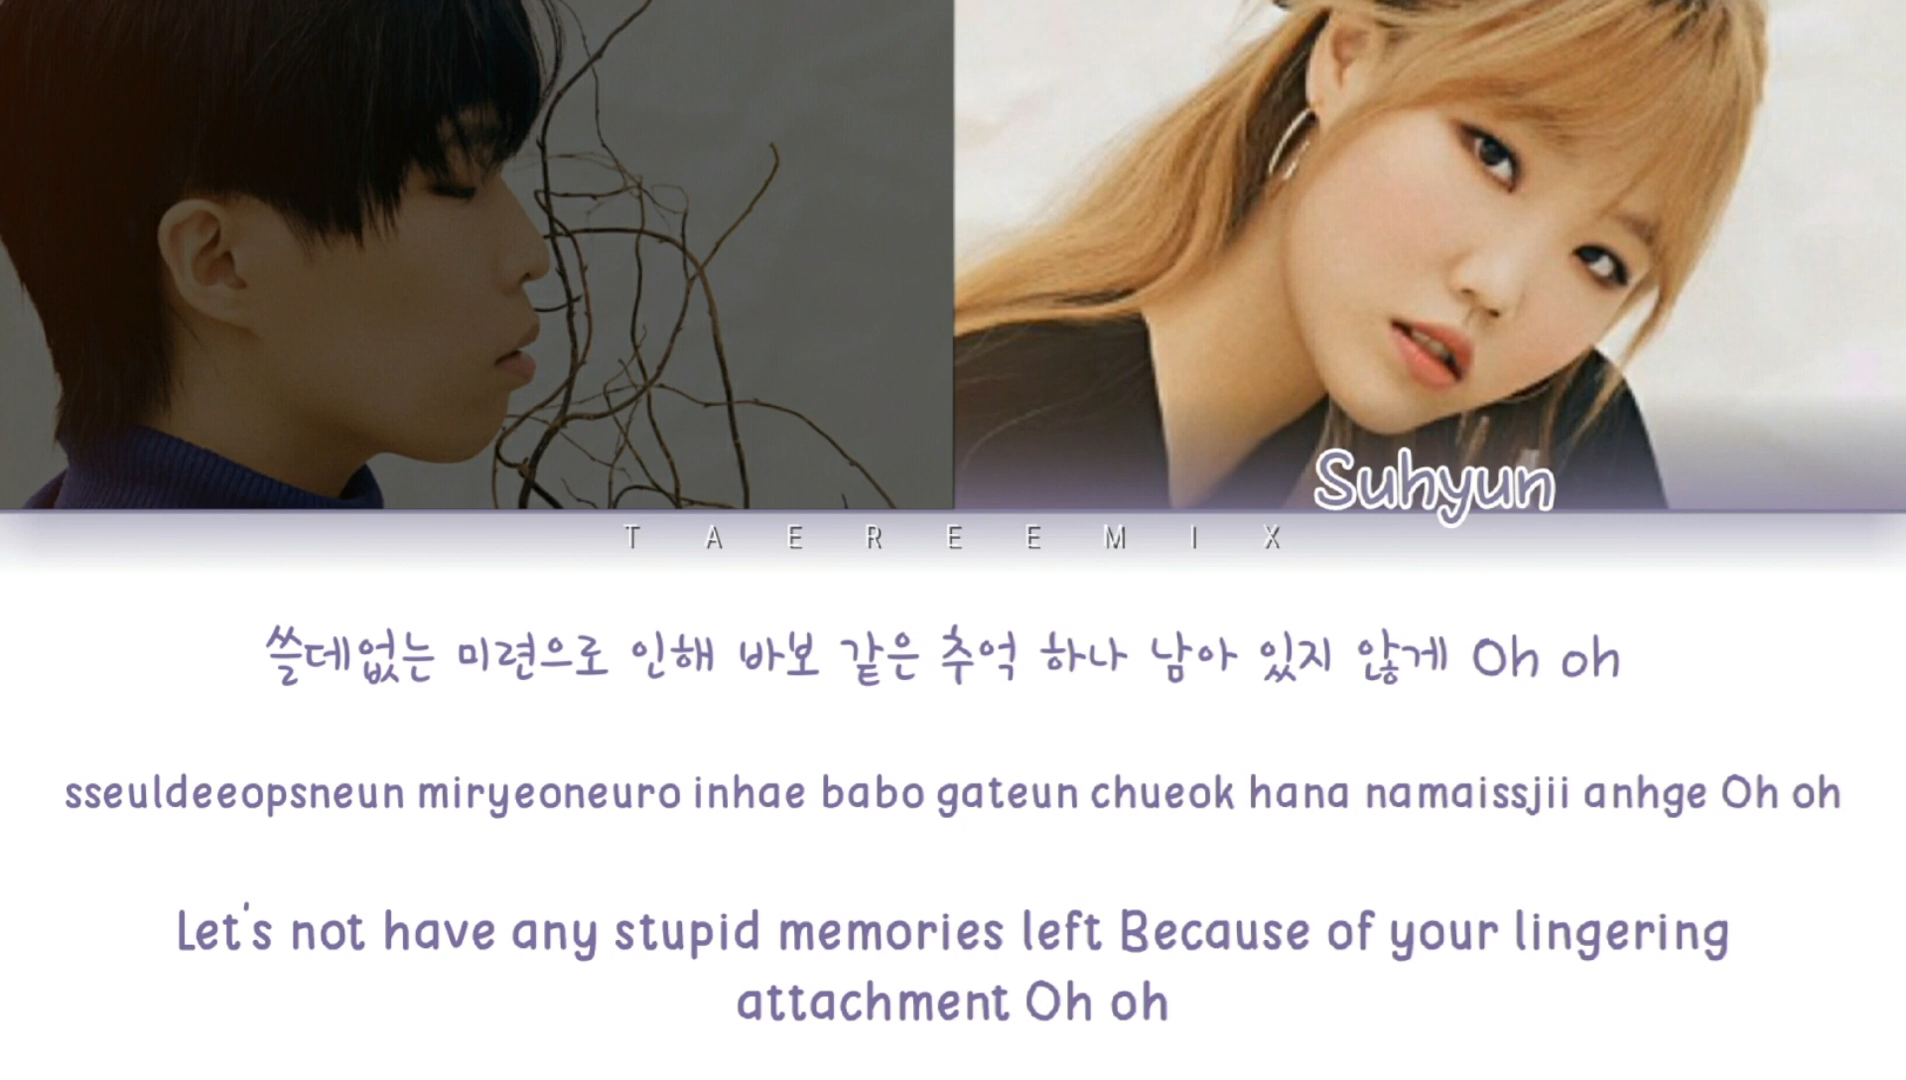 Suhyun
TAEREEMIX
쓸데없는 미련으로 인해 바보 같은 추억 하나 남아 있지 않게 Oh oh
sseuldeeopsneun miryeoneuro inhae babo gateun chueok hana namaissjii anhge Oh oh
Let's not have any stupid memories left Because of your lingering
attachment Oh oh